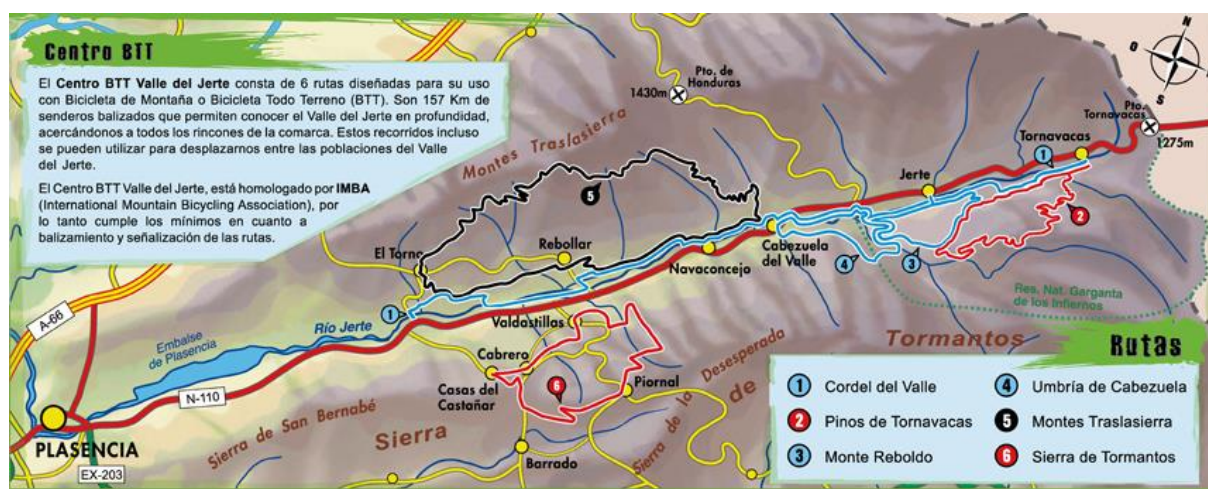 Centro BTT
El Centro BTT Valle del Jerte consta de 6 rutas diseñadas para su uso
con Bicicleta de Montaña o Bicicleta Todo Terreno (BTT). Son 157 Km de
senderos balizados que permiten conocer el Valle del Jerte en profundidad,
acercándonos a todos los rincones de la comarca. Estos recorridos incluso
se pueden utilizar para desplazarnos entre las poblaciones del Valle
del Jerte.
El Centro BTT Valle del Jerte, está homologado por IMBA
(International Mountain Bicycling Association), por
lo tanto cumple los mínimos en cuanto a
balizamiento y señalización de las rutas.
N
O
S
Pto. de
Honduras
1430m
Pto.
Tornavacas
1275m
Montes Traslasierra
Tornavacas
1
Jerte
5
2
El Torno
Rebollar
Cabezuela
del Valle
Navaconcejo
4
3
Res. Nat. Garganta
de los Infiernos
1
A-66
Embalse
de Plasencia
Río Jerte
Valdastillas
Cabrero
Casas del
Castañar
6
Piornal
N-110
PLASENCIA
EX-203
Sierra de San Bernabé
Sierra
de
Tormantos
Sierra de la Desesperada
Barrado
Rutas
1 Cordel del Valle
2 Pinos de Tornavacas
3 Monte Reboldo
4 Umbría de Cabezuela
5 Montes Traslasierra
6 Sierra de Tormantos